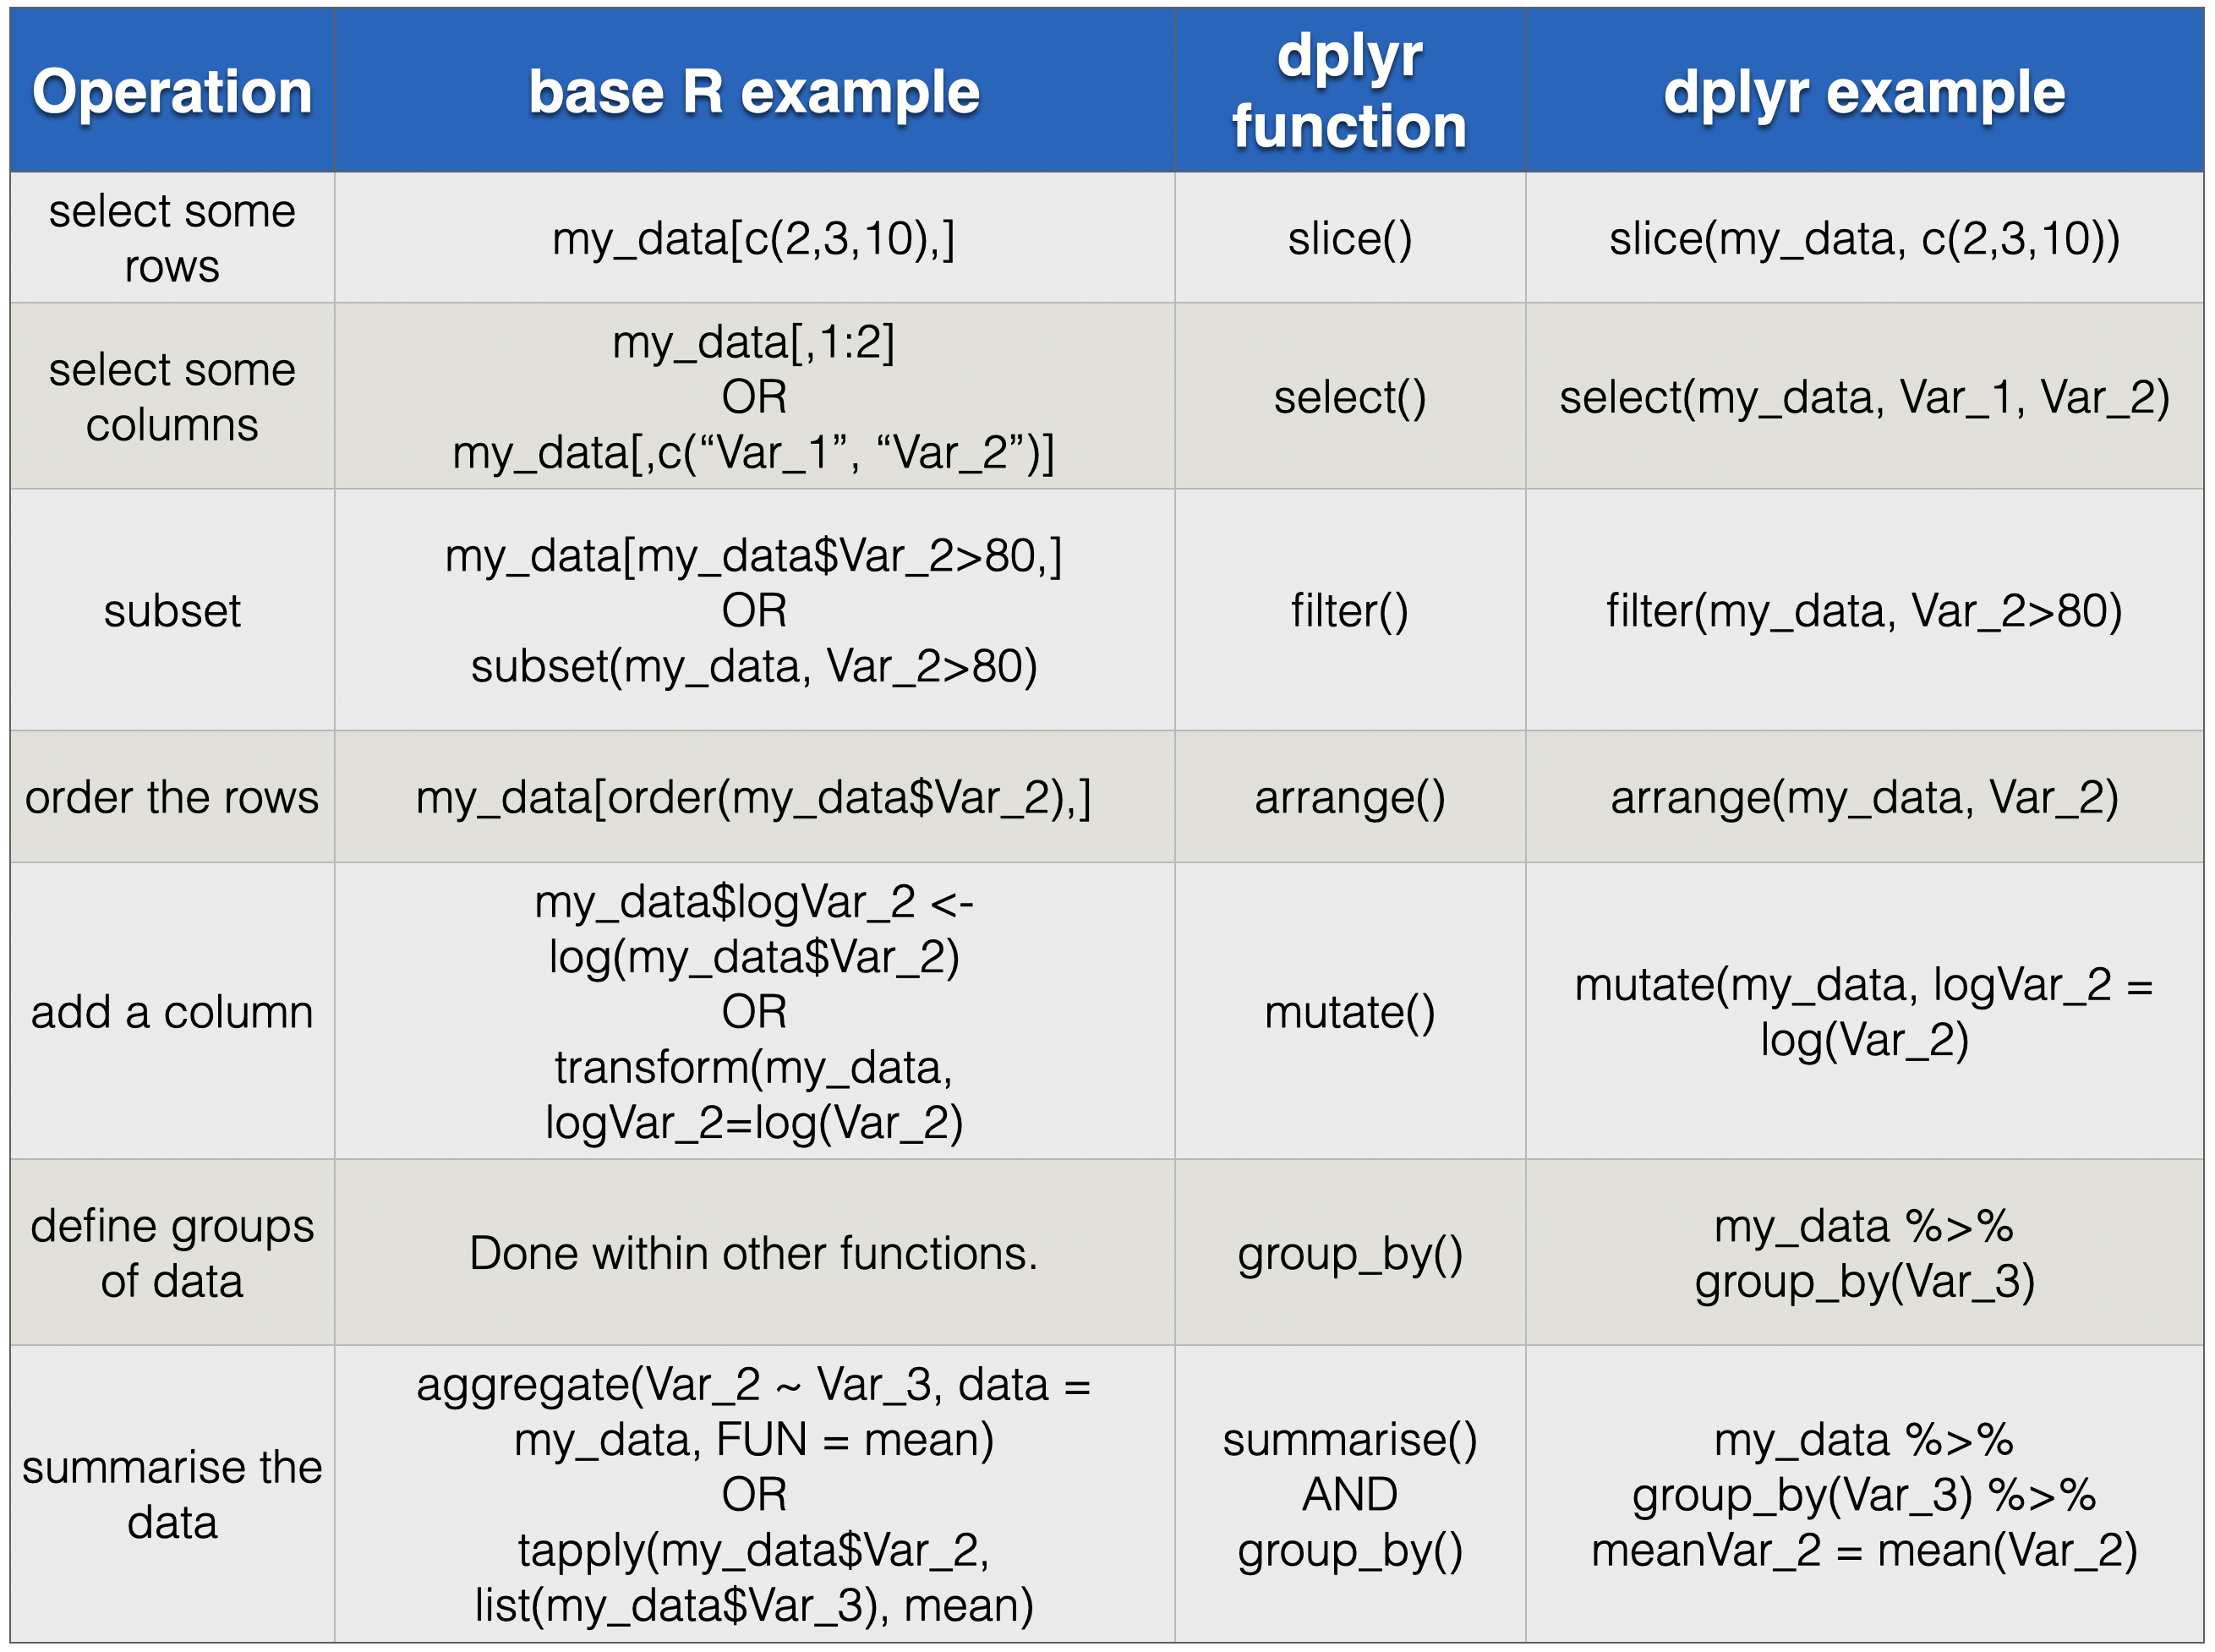 Operation
base R example
dplyr
function
dplyr example
select some
rows
my_data[c(2,3,10),]
slice()
slice(my_data, c(2,3,10))
select some
columns
my_data[,1:2]
OR
my_data[,c(“Var_1”, “Var_2”)]
select()
select(my_data, Var_1, Var_2)
subset
my_data[my_data$Var_2>80,]
OR
subset(my_data, Var_2>80)
filter()
filter(my_data, Var_2>80)
order the rows
my_data[order(my_data$Var_2),]
arrange()
arrange(my_data, Var_2)
add a column
my_data$logVar_2 <-
log(my_data$Var_2)
OR
transform(my_data,
logVar_2=log(Var_2)
mutate()
mutate(my_data, logVar_2 =
log(Var_2)
define groups
of data
Done within other functions.
group_by()
my_data %>%
group_by(Var_3)
summarise the
data
aggregate(Var_2 ~ Var_3, data =
my_data, FUN = mean)
OR
tapply(my_data$Var_2,
list(my_data$Var_3), mean)
summarise()
AND
group_by()
my_data %>%
group_by(Var_3) %>%
meanVar_2 = mean(Var_2)